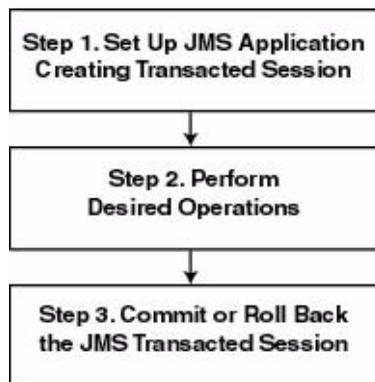 Step 1. Set Up JMS Application
Creating Transacted Session
Step 2. Perform
Desired Operations
Step 3. Commit or Roll Back
the JMS Transacted Session